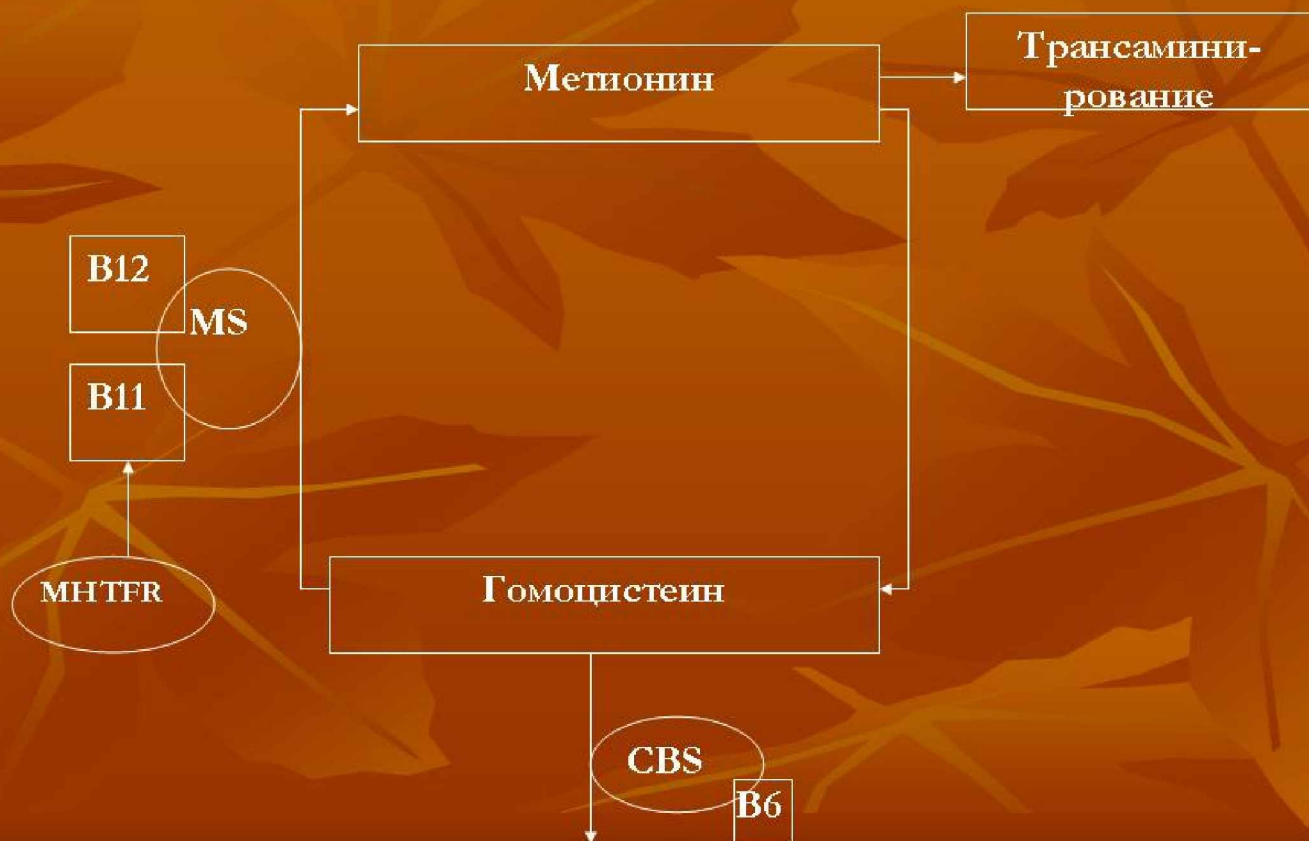 Метионин
Трансамини-
рование
B12
MS
B11
MHTFR
Гомоцистеин
CBS
B6